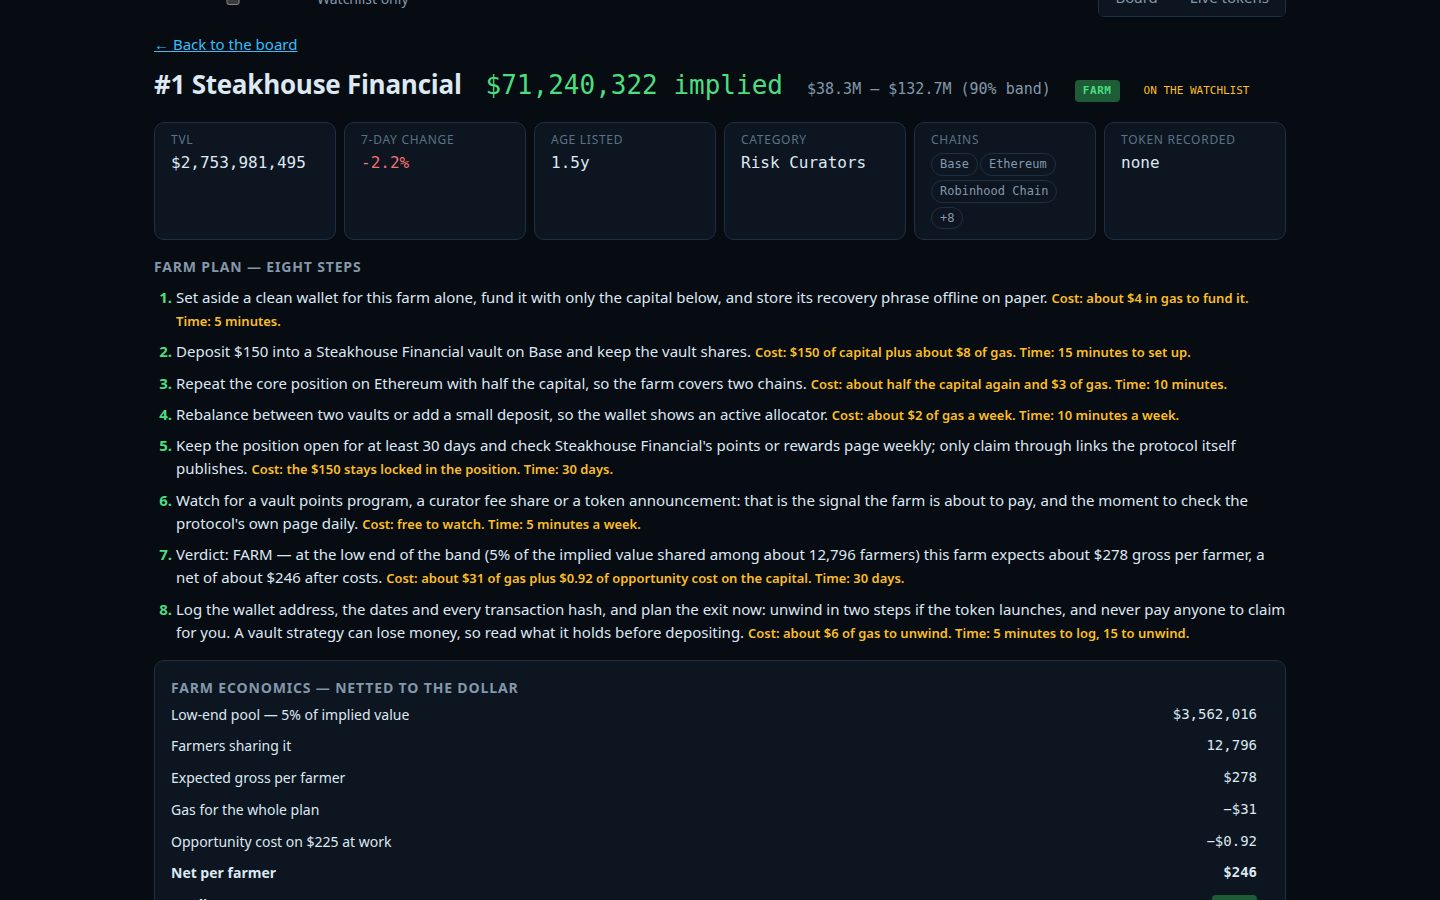 Watchlist only
Board Live tokens
← Back to the board
#1 Steakhouse Financial $71,240,322 implied $38.3M — $132.7M (90% band) FARM ON THE WATCHLIST
TVL
$2,753,981,495
7-DAY CHANGE
-2.2%
AGE LISTED
1.5y
CATEGORY
Risk Curators
CHAINS
Base Ethereum
Robinhood Chain
+8
TOKEN RECORDED
none
FARM PLAN — EIGHT STEPS
1. Set aside a clean wallet for this farm alone, fund it with only the capital below, and store its recovery phrase offline on paper. Cost: about $4 in gas to fund it.
Time: 5 minutes.
2. Deposit $150 into a Steakhouse Financial vault on Base and keep the vault shares. Cost: $150 of capital plus about $8 of gas. Time: 15 minutes to set up.
3. Repeat the core position on Ethereum with half the capital, so the farm covers two chains. Cost: about half the capital again and $3 of gas. Time: 10 minutes.
4. Rebalance between two vaults or add a small deposit, so the wallet shows an active allocator. Cost: about $2 of gas a week. Time: 10 minutes a week.
5. Keep the position open for at least 30 days and check Steakhouse Financial's points or rewards page weekly; only claim through links the protocol itself
publishes. Cost: the $150 stays locked in the position. Time: 30 days.
6. Watch for a vault points program, a curator fee share or a token announcement: that is the signal the farm is about to pay, and the moment to check the
protocol's own page daily. Cost: free to watch. Time: 5 minutes a week.
7. Verdict: FARM — at the low end of the band (5% of the implied value shared among about 12,796 farmers) this farm expects about $278 gross per farmer, a
net of about $246 after costs. Cost: about $31 of gas plus $0.92 of opportunity cost on the capital. Time: 30 days.
8. Log the wallet address, the dates and every transaction hash, and plan the exit now: unwind in two steps if the token launches, and never pay anyone to claim
for you. A vault strategy can lose money, so read what it holds before depositing. Cost: about $6 of gas to unwind. Time: 5 minutes to log, 15 to unwind.
FARM ECONOMICS — NETTED TO THE DOLLAR
Low-end pool — 5% of implied value $3,562,016
Farmers sharing it 12,796
Expected gross per farmer $278
Gas for the whole plan −$31
Opportunity cost on $225 at work −$0.92
Net per farmer $246